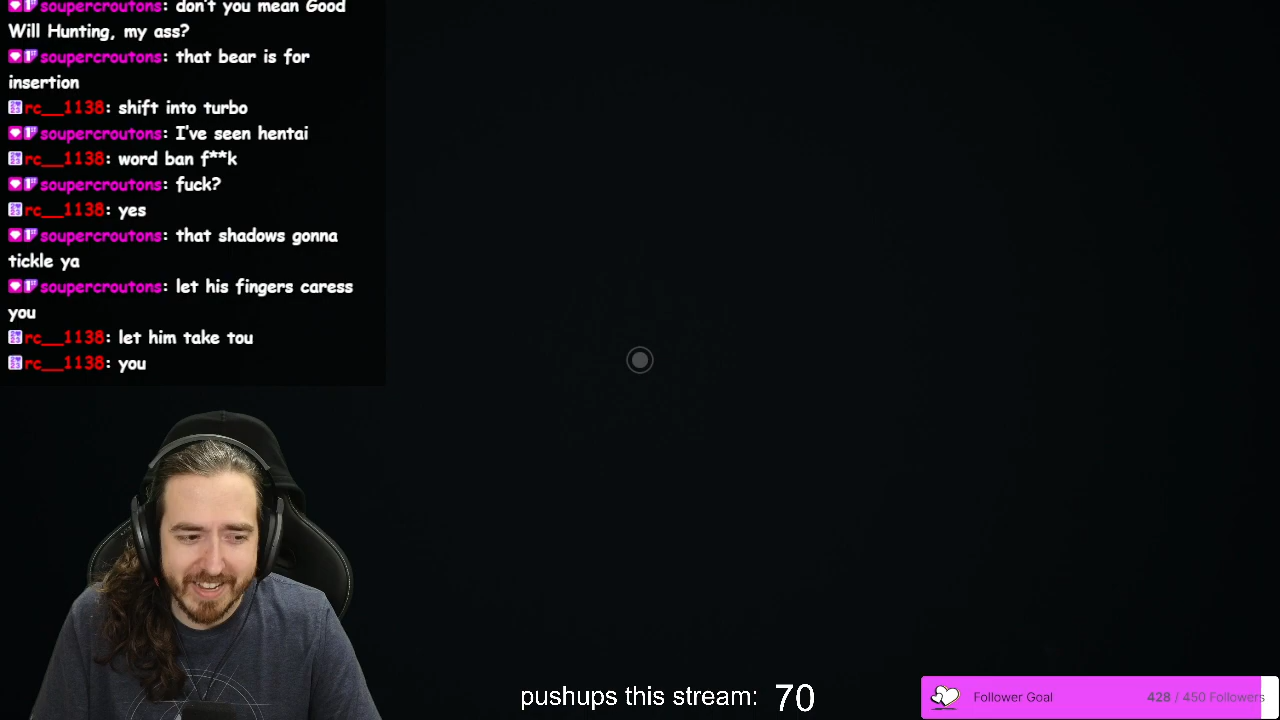 soupercroutons: don't you mean Good
Will Hunting, my ass?
soupercroutons: that bear is for
insertion
rc__1138: shift into turbo
soupercroutons: I've seen hentai
rc__1138: word ban f**k
soupercroutons: fuck?
rc__1138: yes
soupercroutons: that shadows gonna
tickle ya
soupercroutons: let his fingers caress
you
rc__1138: let him take tou
rc__1138: you
pushups this stream: 70
Follower Goal 428 / 450 Followers